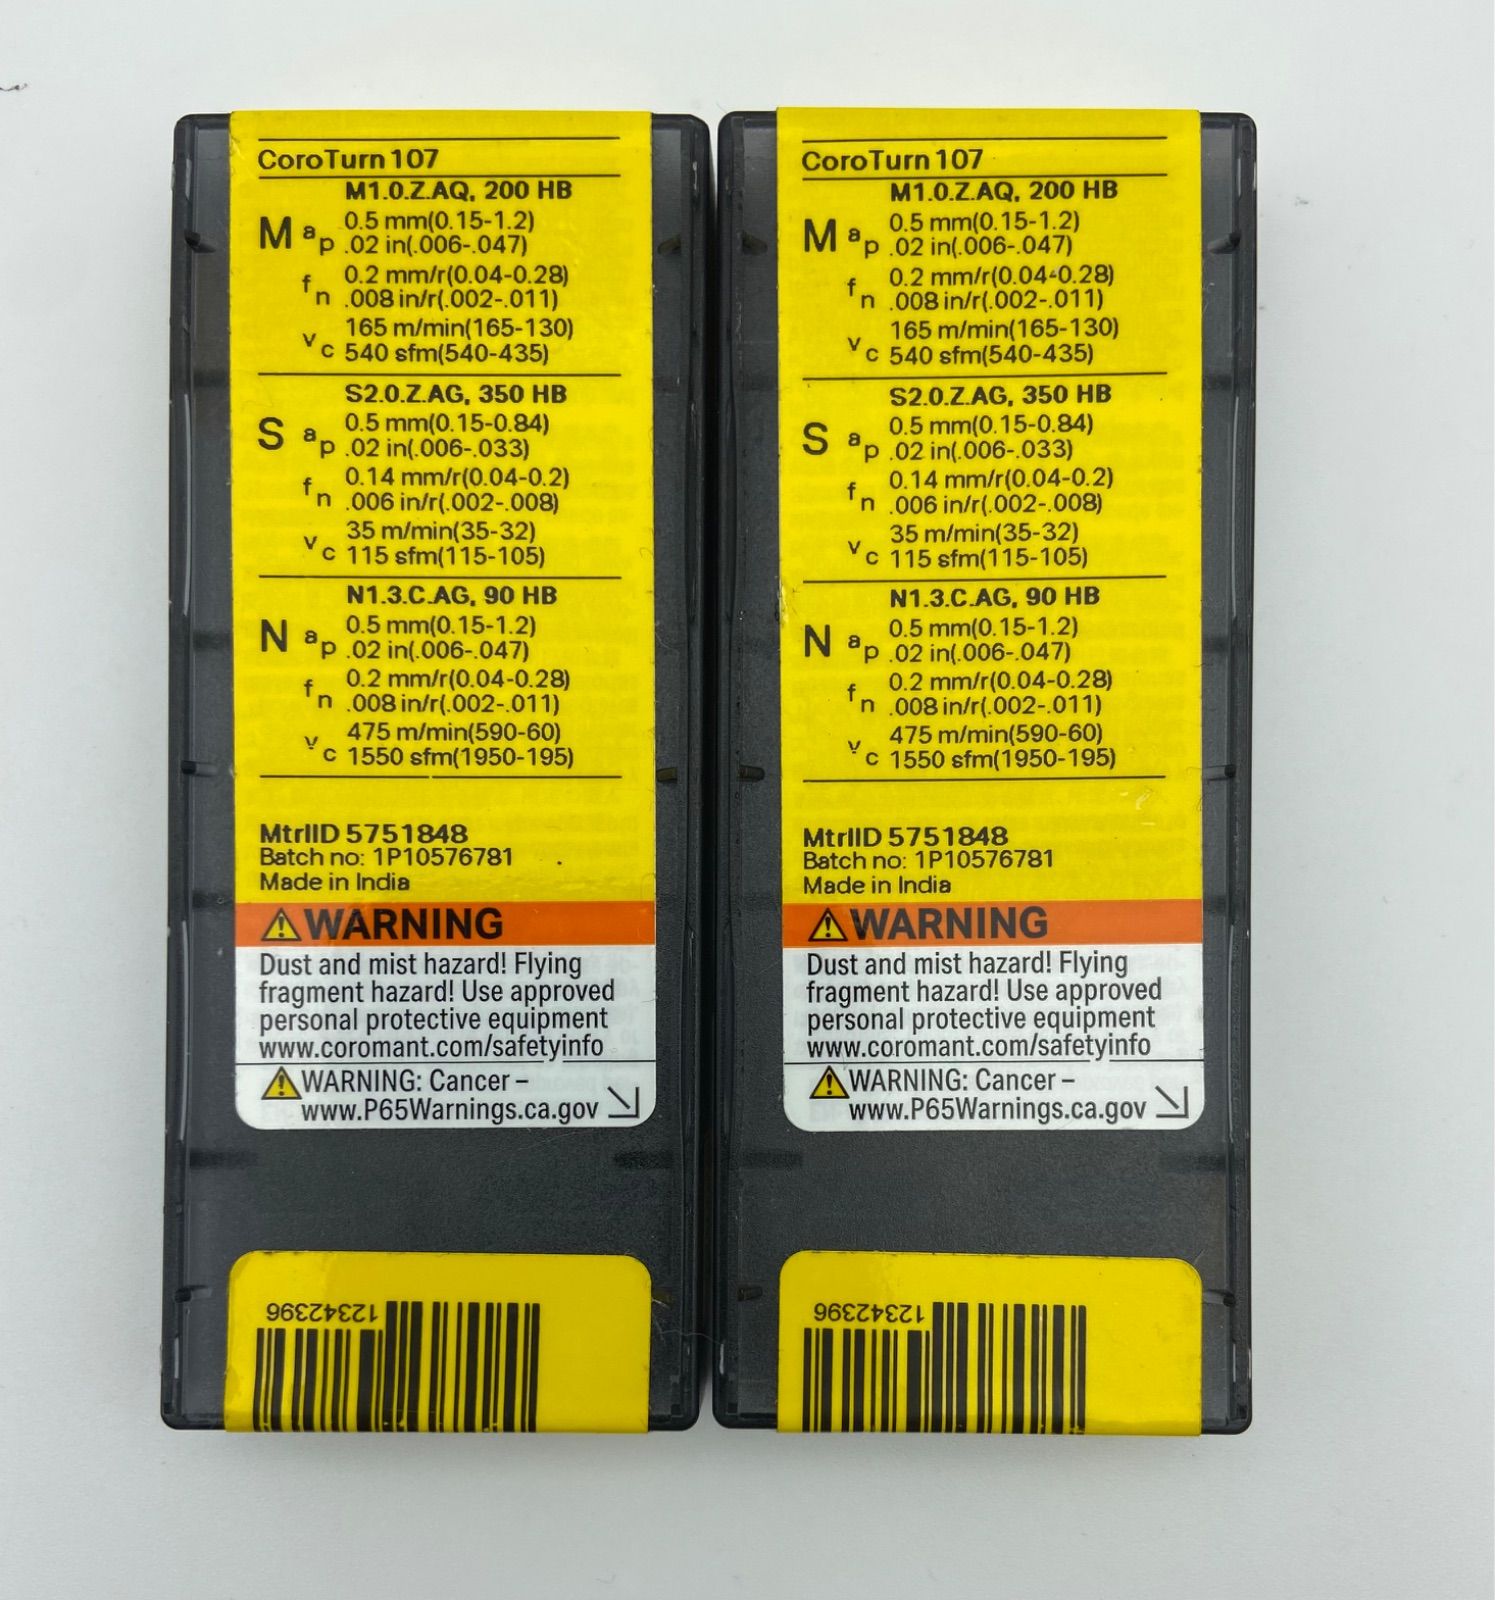 CoroTurn 107
M1.0.Z.AQ, 200 HB
M ap 0.5 mm(0.15-1.2)
.02 in(.006-.047)
fn 0.2 mm/r(0.04-0.28)
.008 in/r(.002-.011)
vc 165 m/min(165-130)
540 sfm(540-435)
S2.0.Z.AG, 350 HB
S ap 0.5 mm(0.15-0.84)
.02 in(.006-.033)
fn 0.14 mm/r(0.04-0.2)
.006 in/r(.002-.008)
vc 35 m/min(35-32)
115 sfm(115-105)
N1.3.C.AG, 90 HB
N ap 0.5 mm(0.15-1.2)
.02 in(.006-.047)
fn 0.2 mm/r(0.04-0.28)
.008 in/r(.002-.011)
vc 475 m/min(590-60)
1550 sfm(1950-195)
MtrlID 5751848
Batch no: 1P10576781
Made in India
WARNING
Dust and mist hazard! Flying
fragment hazard! Use approved
personal protective equipment
www.coromant.com/safetyinfo
WARNING: Cancer –
www.P65Warnings.ca.gov
12342396
CoroTurn 107
M1.0.Z.AQ, 200 HB
M ap 0.5 mm(0.15-1.2)
.02 in(.006-.047)
fn 0.2 mm/r(0.04-0.28)
.008 in/r(.002-.011)
vc 165 m/min(165-130)
540 sfm(540-435)
S2.0.Z.AG, 350 HB
S ap 0.5 mm(0.15-0.84)
.02 in(.006-.033)
fn 0.14 mm/r(0.04-0.2)
.006 in/r(.002-.008)
vc 35 m/min(35-32)
115 sfm(115-105)
N1.3.C.AG, 90 HB
N ap 0.5 mm(0.15-1.2)
.02 in(.006-.047)
fn 0.2 mm/r(0.04-0.28)
.008 in/r(.002-.011)
vc 475 m/min(590-60)
1550 sfm(1950-195)
MtrlID 5751848
Batch no: 1P10576781
Made in India
WARNING
Dust and mist hazard! Flying
fragment hazard! Use approved
personal protective equipment
www.coromant.com/safetyinfo
WARNING: Cancer –
www.P65Warnings.ca.gov
12342396